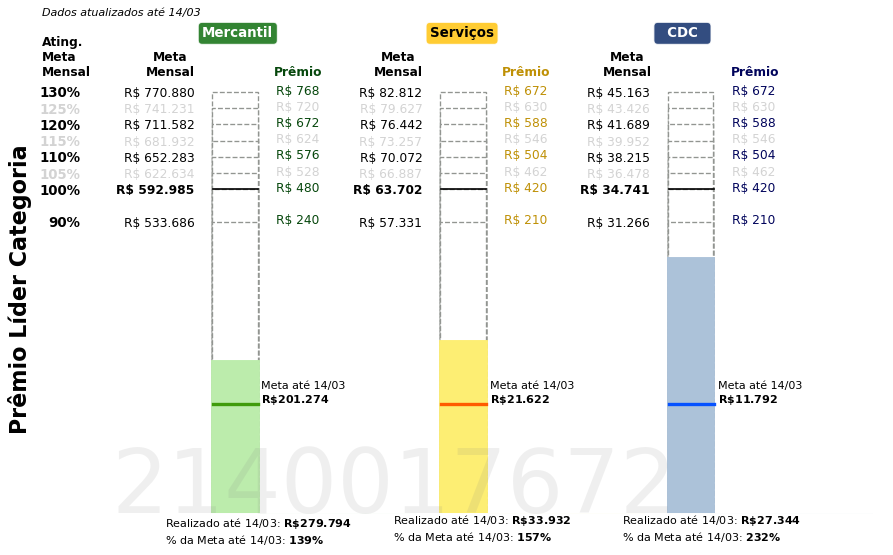 Dados atualizados até 14/03
Mercantil Serviços CDC
Ating.
Meta
Mensal
Meta
Mensal
Prêmio
Meta
Mensal
Prêmio
Meta
Mensal
Prêmio
130% R$ 770.880 R$ 768 R$ 82.812 R$ 672 R$ 45.163 R$ 672
125% R$ 741.231 R$ 720 R$ 79.627 R$ 630 R$ 43.426 R$ 630
120% R$ 711.582 R$ 672 R$ 76.442 R$ 588 R$ 41.689 R$ 588
115% R$ 681.932 R$ 624 R$ 73.257 R$ 546 R$ 39.952 R$ 546
110% R$ 652.283 R$ 576 R$ 70.072 R$ 504 R$ 38.215 R$ 504
105% R$ 622.634 R$ 528 R$ 66.887 R$ 462 R$ 36.478 R$ 462
100% R$ 592.985 R$ 480 R$ 63.702 R$ 420 R$ 34.741 R$ 420
90% R$ 533.686 R$ 240 R$ 57.331 R$ 210 R$ 31.266 R$ 210
Prêmio Líder Categoria
Meta até 14/03
R$201.274
Meta até 14/03
R$21.622
Meta até 14/03
R$11.792
2140017672
Realizado até 14/03: R$279.794
% da Meta até 14/03: 139%
Realizado até 14/03: R$33.932
% da Meta até 14/03: 157%
Realizado até 14/03: R$27.344
% da Meta até 14/03: 232%